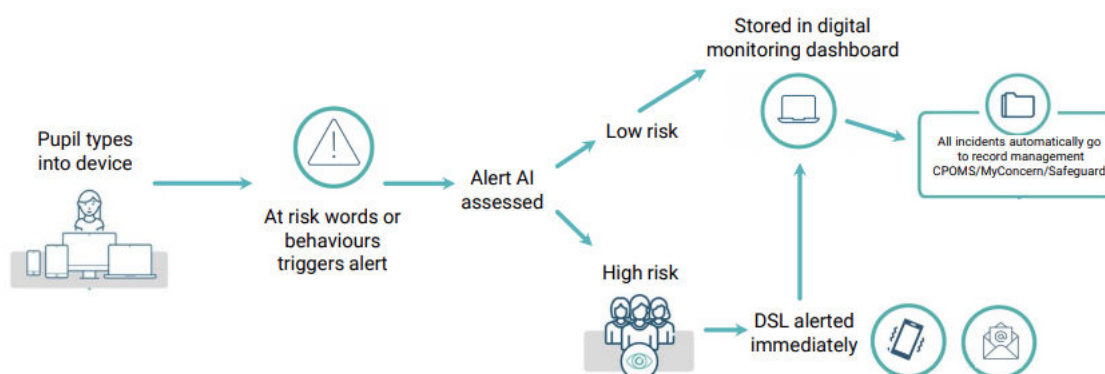 Pupil types
into device
At risk words or
behaviours
triggers alert
Alert AI
assessed
Low risk
High risk
Stored in digital
monitoring dashboard
DSL alerted
immediately
All incidents automatically go
to record management
CPOMS/MyConcern/Safeguard